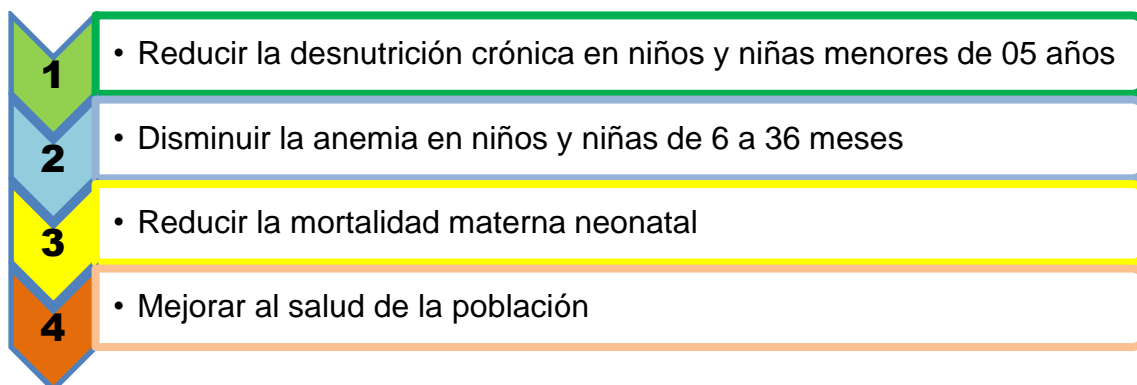 1
• Reducir la desnutrición crónica en niños y niñas menores de 05 años
2
• Disminuir la anemia en niños y niñas de 6 a 36 meses
3
• Reducir la mortalidad materna neonatal
4
• Mejorar al salud de la población